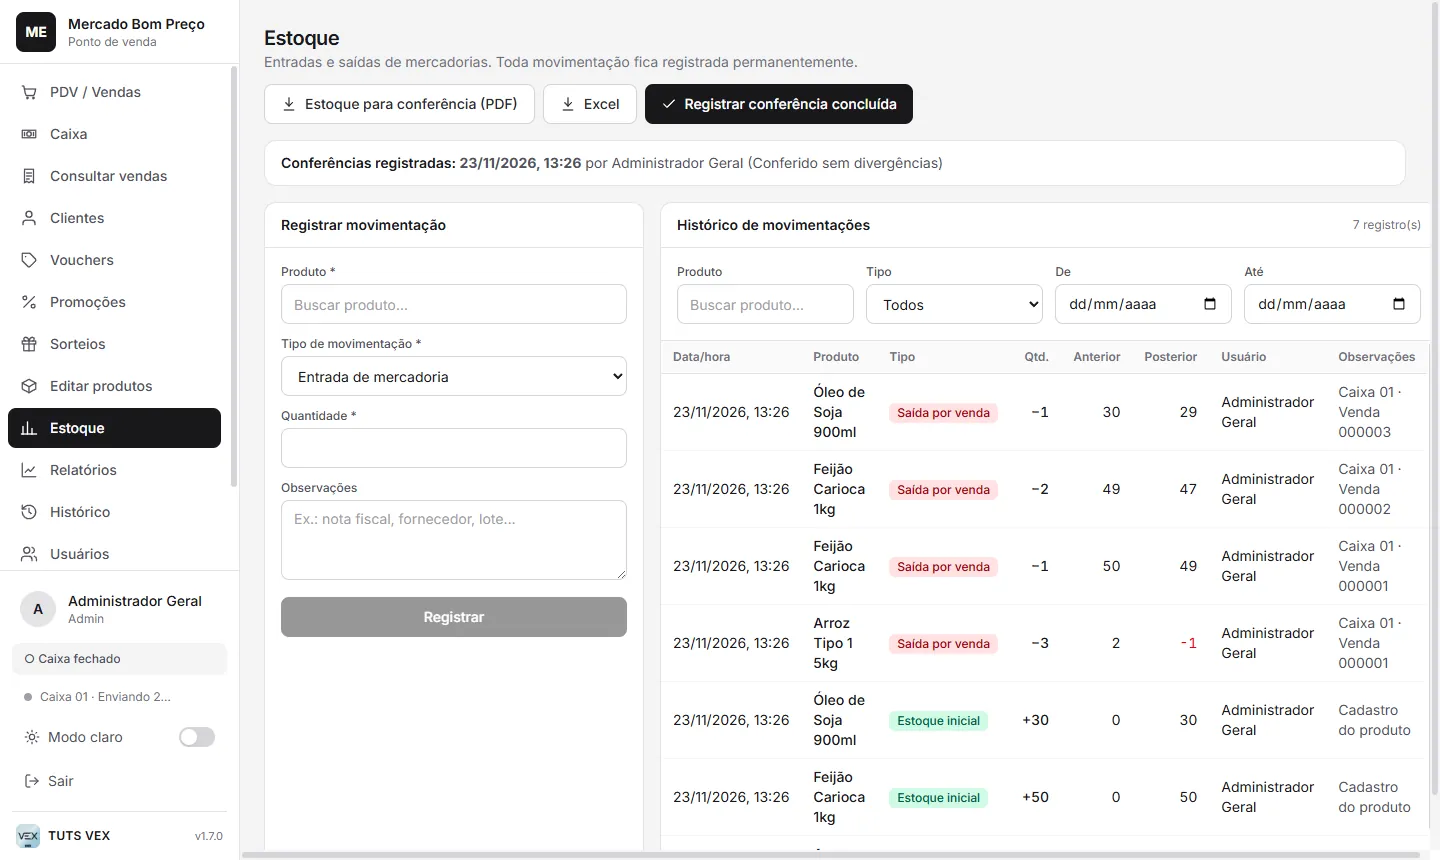 ME
Mercado Bom Preço
Ponto de venda
PDV / Vendas
Caixa
Consultar vendas
Clientes
Vouchers
Promoções
Sorteios
Editar produtos
Estoque
Relatórios
Histórico
Usuários
A
Administrador Geral
Admin
Caixa fechado
Caixa 01 · Enviando 2...
Modo claro
Sair
VEX
TUTS VEX
v1.7.0
Estoque
Entradas e saídas de mercadorias. Toda movimentação fica registrada permanentemente.
Estoque para conferência (PDF)
Excel
Registrar conferência concluída
Conferências registradas: 23/11/2026, 13:26 por Administrador Geral (Conferido sem divergências)
Registrar movimentação
Produto *
Buscar produto...
Tipo de movimentação *
Entrada de mercadoria
Quantidade *
Observações
Ex.: nota fiscal, fornecedor, lote...
Registrar
Histórico de movimentações
7 registro(s)
Produto Tipo De Até
Buscar produto... Todos dd/mm/aaaa dd/mm/aaaa
Data/hora Produto Tipo Qtd. Anterior Posterior Usuário Observações
23/11/2026, 13:26 Óleo de Soja 900ml Saída por venda −1 30 29 Administrador Geral Caixa 01 · Venda 000003
23/11/2026, 13:26 Feijão Carioca 1kg Saída por venda −2 49 47 Administrador Geral Caixa 01 · Venda 000002
23/11/2026, 13:26 Feijão Carioca 1kg Saída por venda −1 50 49 Administrador Geral Caixa 01 · Venda 000001
23/11/2026, 13:26 Arroz Tipo 1 5kg Saída por venda −3 2 -1 Administrador Geral Caixa 01 · Venda 000001
23/11/2026, 13:26 Óleo de Soja 900ml Estoque inicial +30 0 30 Administrador Geral Cadastro do produto
23/11/2026, 13:26 Feijão Carioca 1kg Estoque inicial +50 0 50 Administrador Geral Cadastro do produto